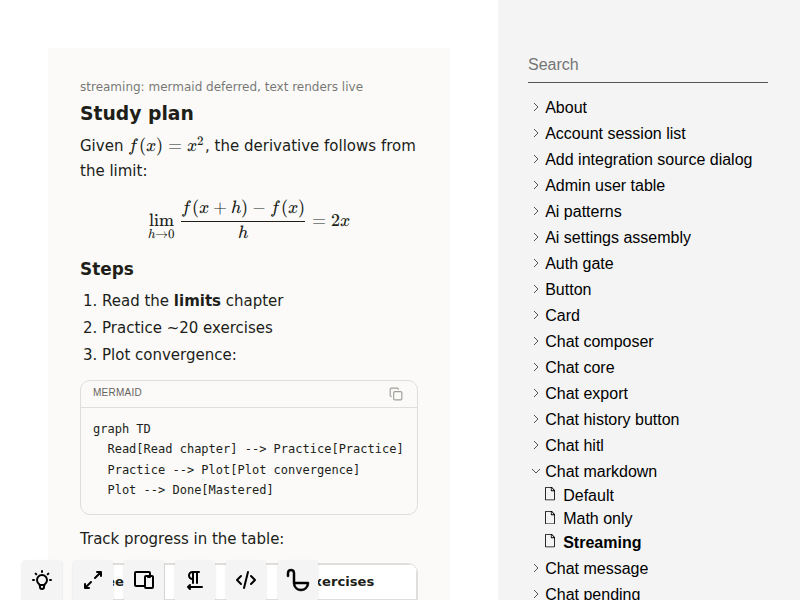 streaming: mermaid deferred, text renders live
Study plan
Given f(x) = x², the derivative follows from
the limit:
lim h→0 f(x + h) − f(x) / h = 2x
Steps
1. Read the limits chapter
2. Practice ~20 exercises
3. Plot convergence:
MERMAID
graph TD
Read[Read chapter] --> Practice[Practice]
Practice --> Plot[Plot convergence]
Plot --> Done[Mastered]
Track progress in the table:
Search
About
Account session list
Add integration source dialog
Admin user table
Ai patterns
Ai settings assembly
Auth gate
Button
Card
Chat composer
Chat core
Chat export
Chat history button
Chat hitl
Chat markdown
Default
Math only
Streaming
Chat message
Chat pending